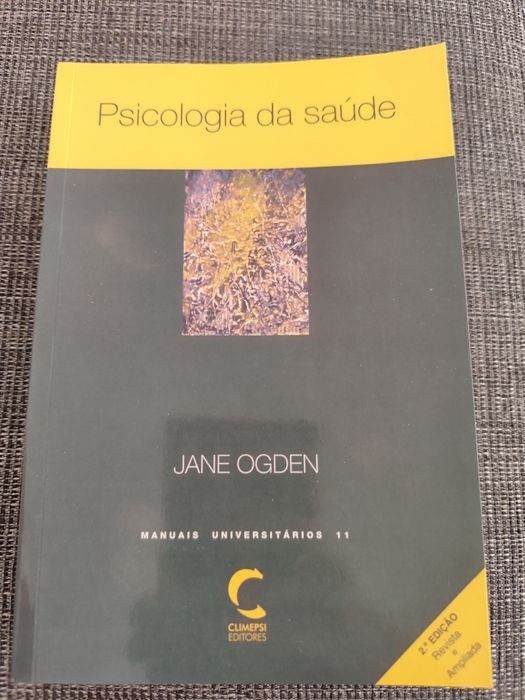 Psicologia da saúde
JANE OGDEN
MANUAIS UNIVERSITÁRIOS 11
CLIMEPSI
EDITORES
2.ª EDIÇÃO
Revista
e
Ampliada